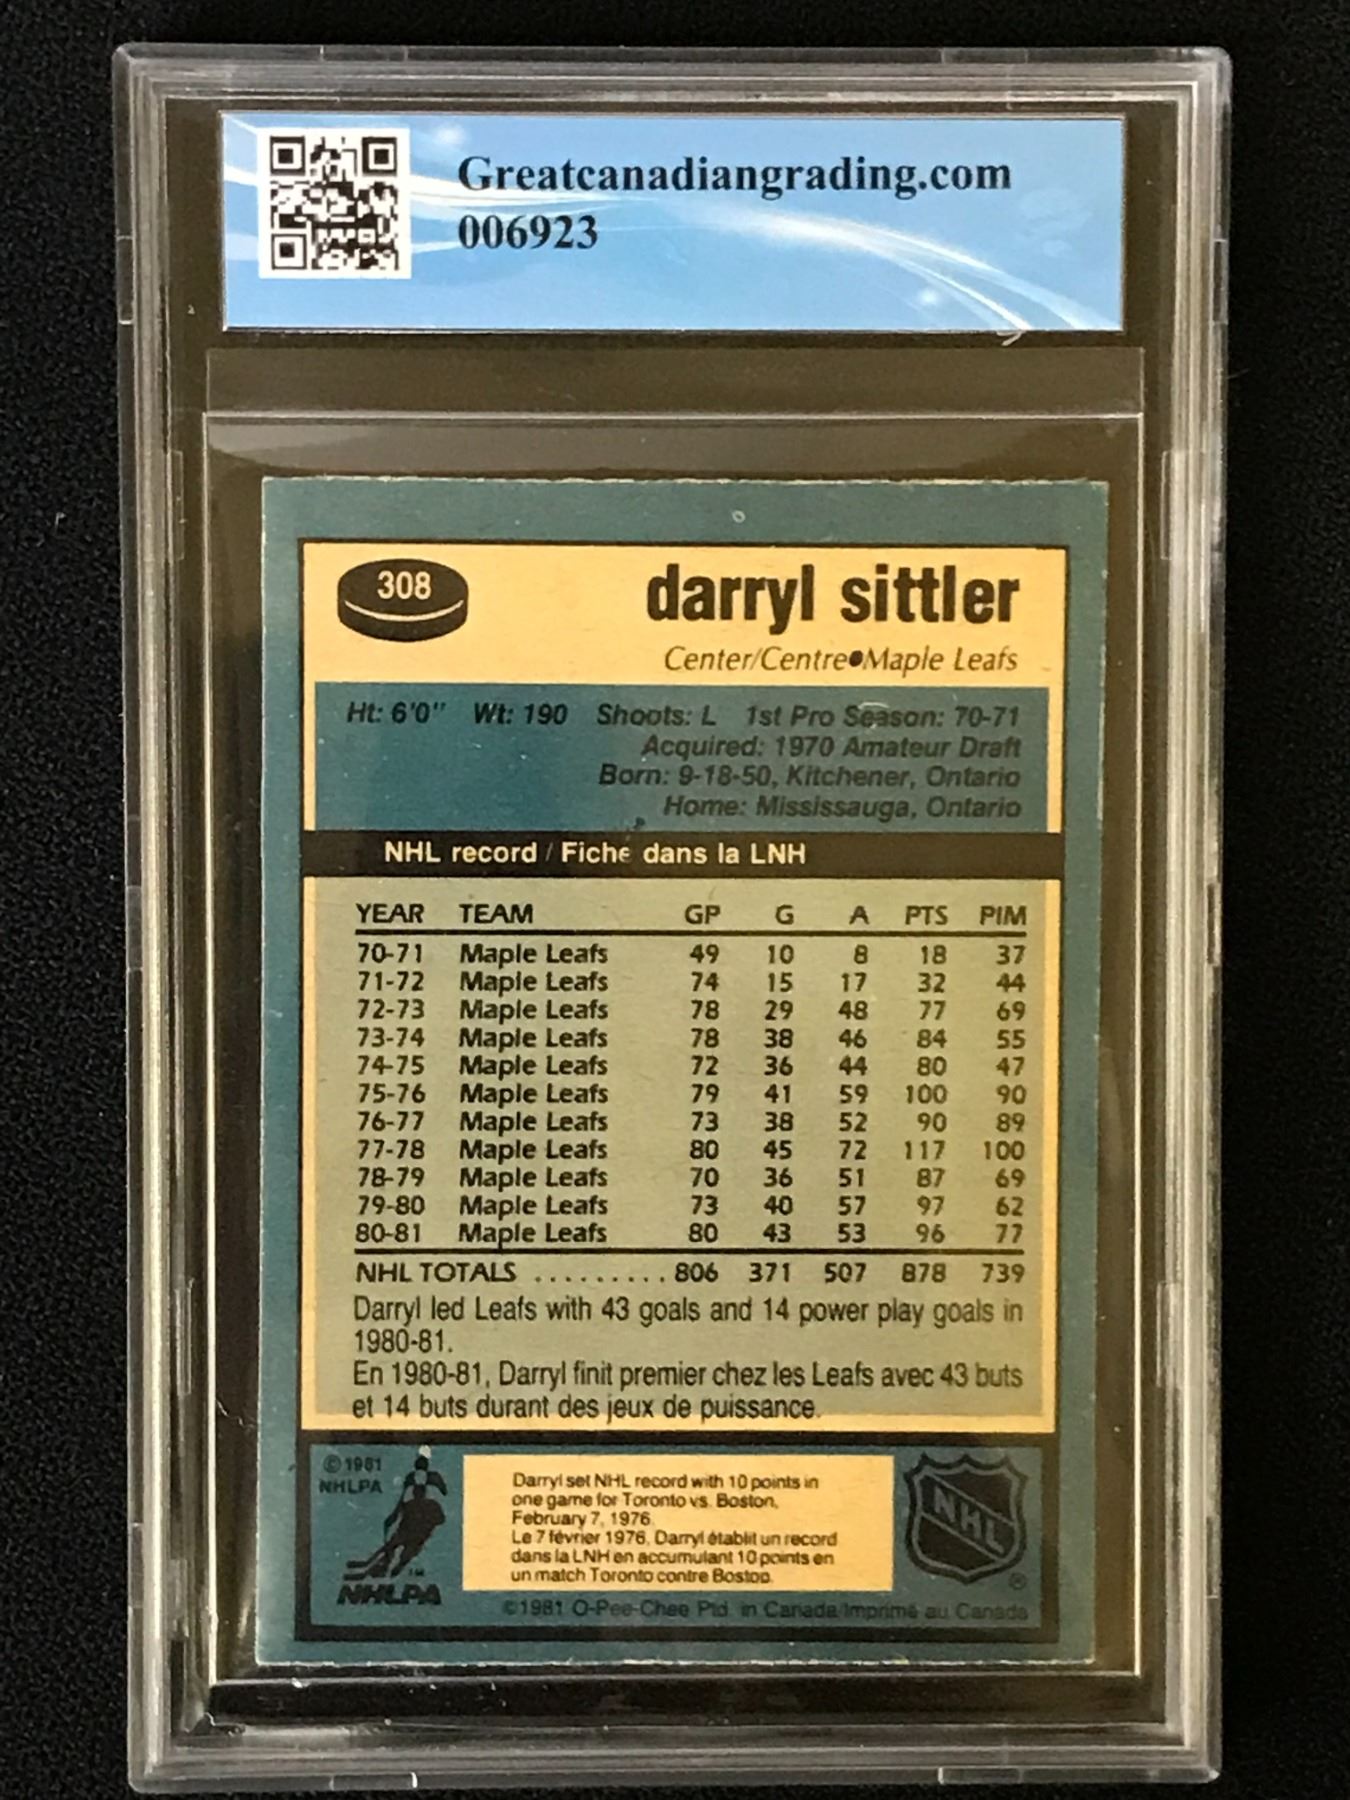 Greatcanadiangrading.com
006923
308
darryl sittler
Center/Centre●Maple Leafs
Ht: 6'0" Wt: 190 Shoots: L 1st Pro Season: 70-71
Acquired: 1970 Amateur Draft
Born: 9-18-50, Kitchener, Ontario
Home: Mississauga, Ontario
NHL record / Fiche dans la LNH
YEAR TEAM GP G A PTS PIM
70-71 Maple Leafs 49 10 8 18 37
71-72 Maple Leafs 74 15 17 32 44
72-73 Maple Leafs 78 29 48 77 69
73-74 Maple Leafs 78 38 46 84 55
74-75 Maple Leafs 72 36 44 80 47
75-76 Maple Leafs 79 41 59 100 90
76-77 Maple Leafs 73 38 52 90 89
77-78 Maple Leafs 80 45 72 117 100
78-79 Maple Leafs 70 36 51 87 69
79-80 Maple Leafs 73 40 57 97 62
80-81 Maple Leafs 80 43 53 96 77
NHL TOTALS ......... 806 371 507 878 739
Darryl led Leafs with 43 goals and 14 power play goals in
1980-81.
En 1980-81, Darryl finit premier chez les Leafs avec 43 buts
et 14 buts durant des jeux de puissance.
© 1981
NHLPA
NHLPA
TM
Darryl set NHL record with 10 points in
one game for Toronto vs. Boston,
February 7, 1976.
Le 7 février 1976, Darryl établit un record
dans la LNH en accumulant 10 points en
un match Toronto contre Boston.
NHL
®
©1981 O-Pee-Chee Ptd. in Canada/Imprimé au Canada